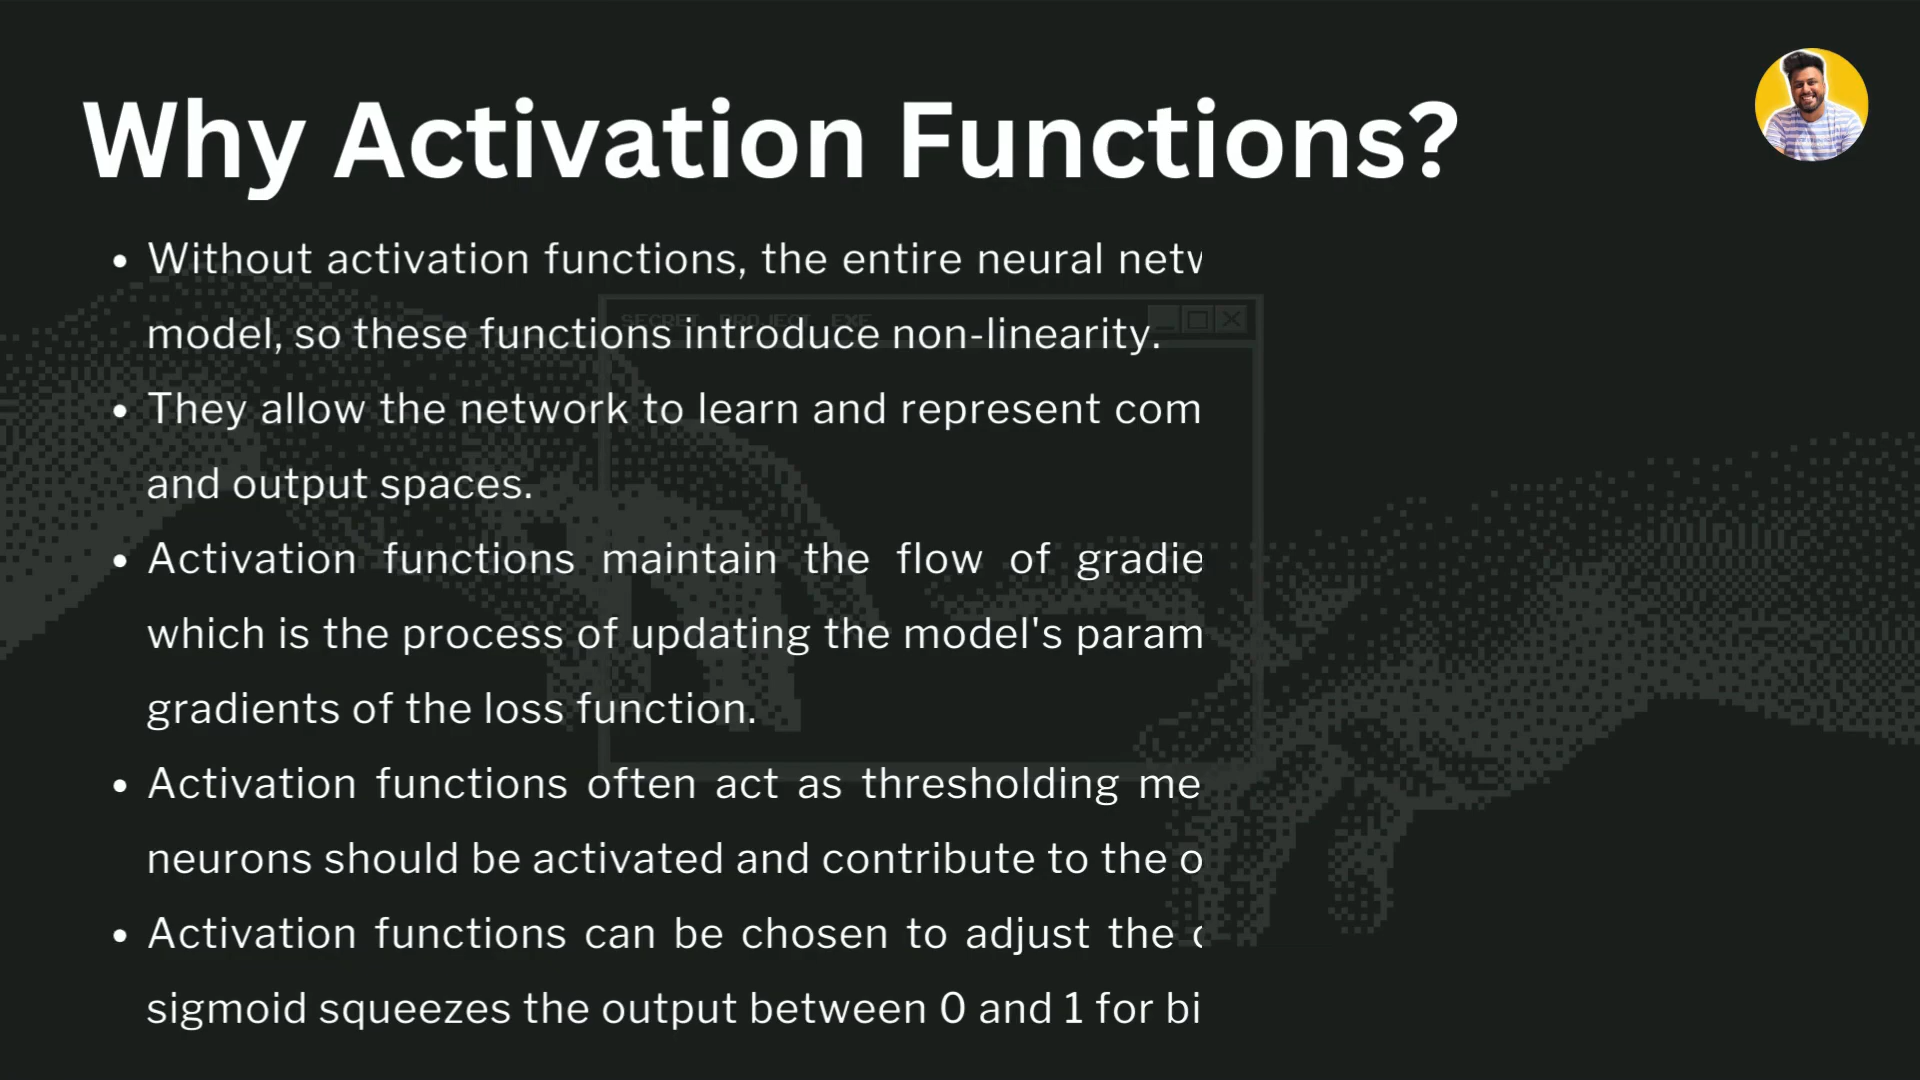 Why Activation Functions?
• Without activation functions, the entire neural
model, so these functions introduce non-linearity.
• They allow the network to learn and represent com
and output spaces.
• Activation functions maintain the flow of gradie
which is the process of updating the model's param
gradients of the loss function.
• Activation functions often act as thresholding me
neurons should be activated and contribute to the o
• Activation functions can be chosen to adjust the
sigmoid squeezes the output between 0 and 1 for bi
SECRET PROJECT EXE